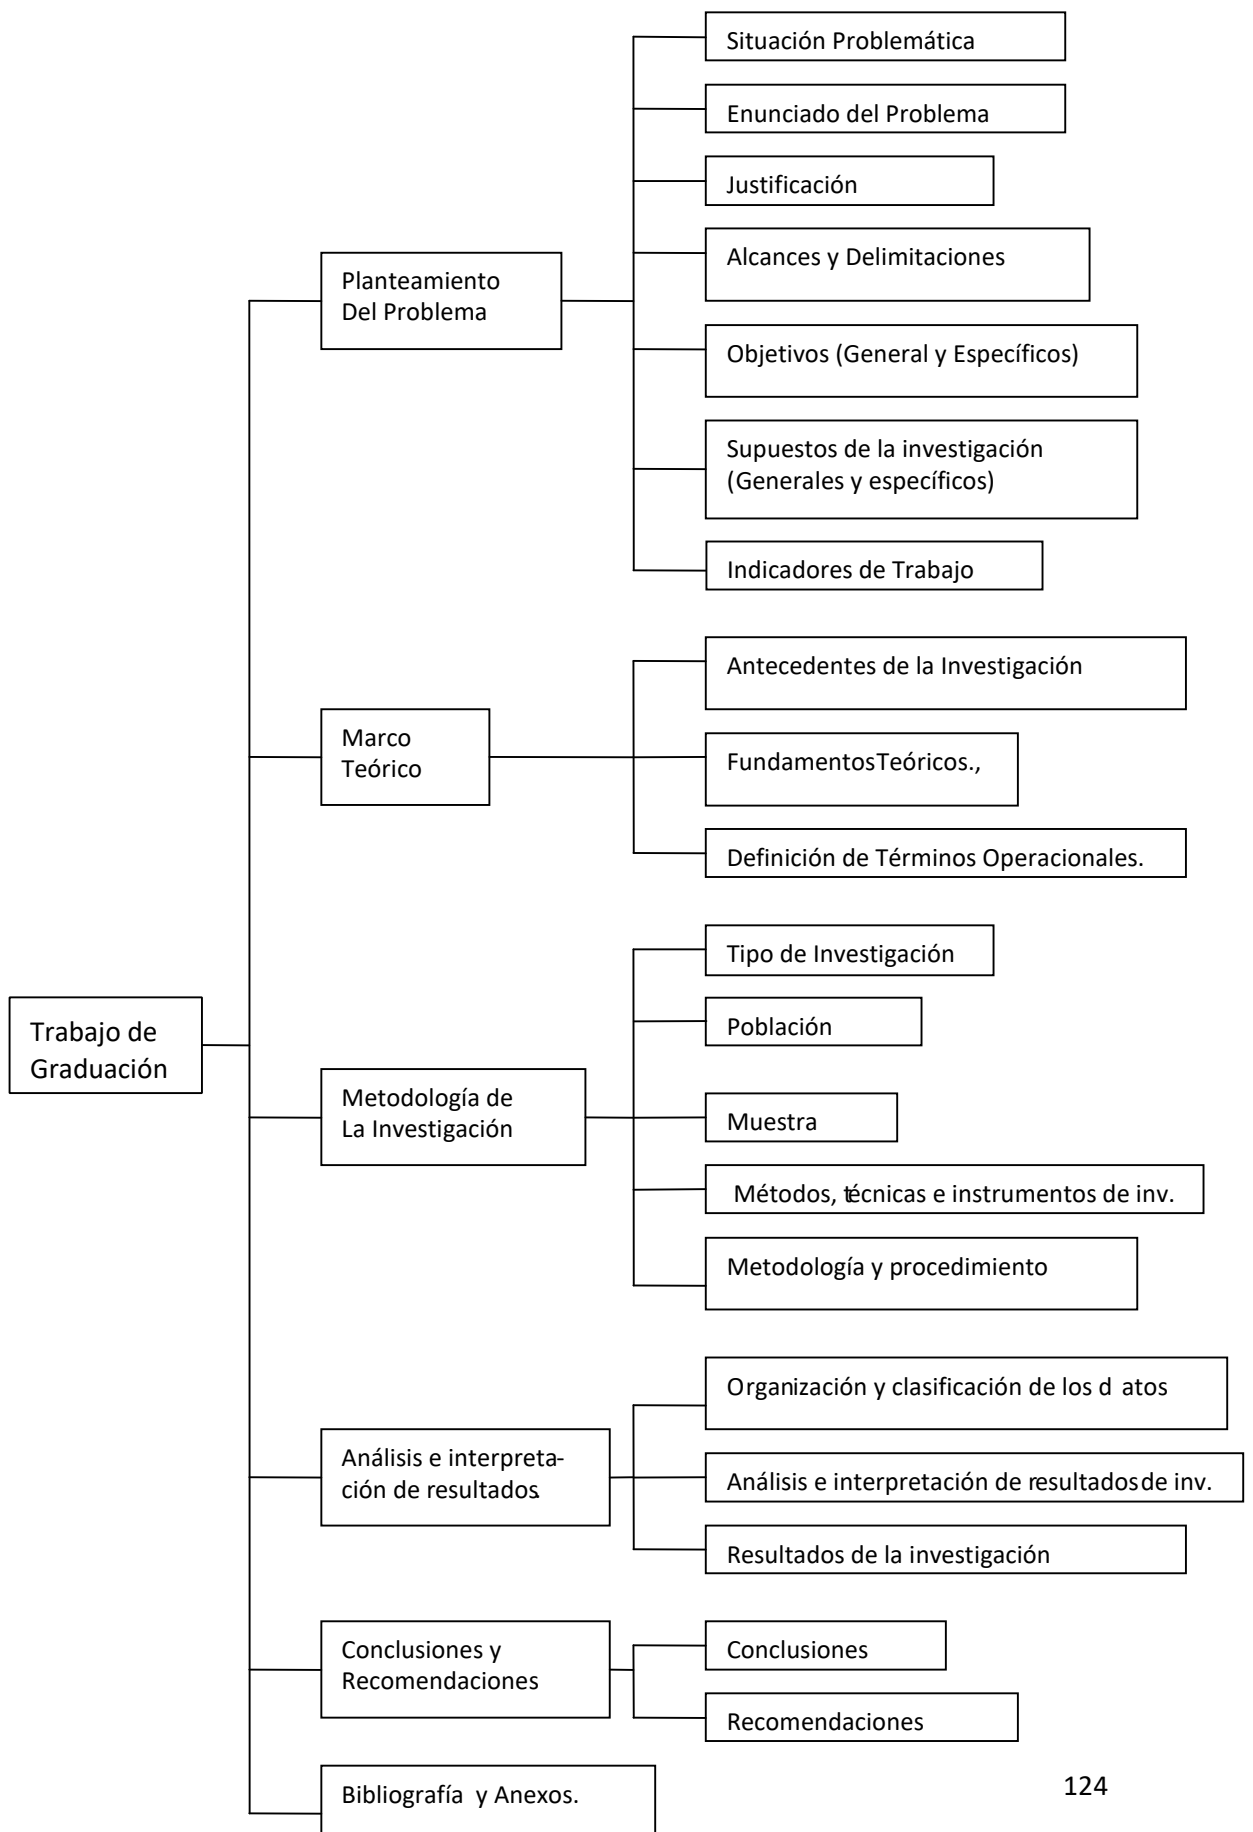 Situación Problemática
Enunciado del Problema
Justificación
Alcances y Delimitaciones
Planteamiento
Del Problema
Objetivos (General y Específicos)
Supuestos de la investigación
(Generales y específicos)
Indicadores de Trabajo
Antecedentes de la Investigación
Marco
Teórico
FundamentosTeóricos.,
Definición de Términos Operacionales.
Tipo de Investigación
Población
Trabajo de
Graduación
Metodología de
La Investigación
Muestra
Métodos, técnicas e instrumentos de inv.
Metodología y procedimiento
Organización y clasificación de los d atos
Análisis e interpreta-
ción de resultados.
Análisis e interpretación de resultados de inv.
Resultados de la investigación
Conclusiones y
Recomendaciones
Conclusiones
Recomendaciones
Bibliografía y Anexos.
124